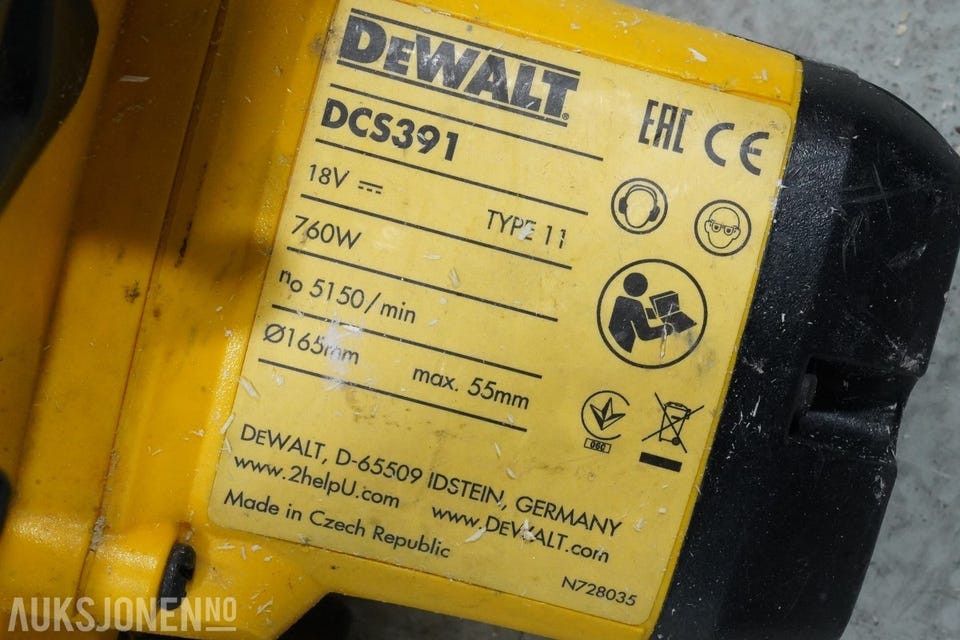 DEWALT
DCS391
EAC CE
18V
TYPE 11
760W
n₀ 5150/min
Ø165mm
max. 55mm
DEWALT, D-65509 IDSTEIN, GERMANY
www.2helpU.com www.DEWALT.com
Made in Czech Republic
N728035
AUKSJONEN.NO